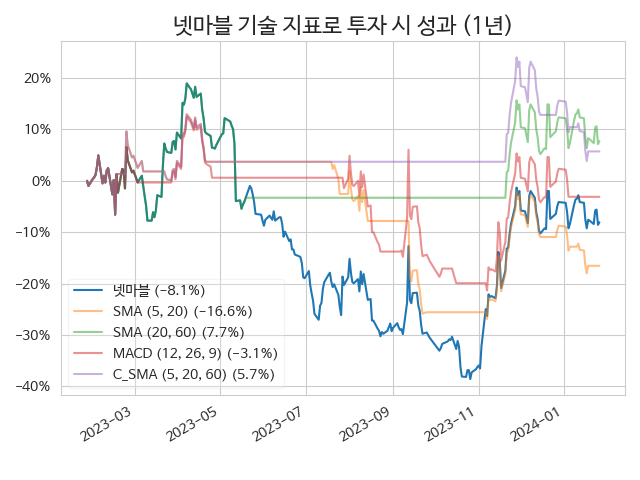 넷마블 기술 지표로 투자 시 성과 (1년)
20%
10%
0%
−10%
−20%
−30%
−40%
넷마블 (−8.1%)
SMA (5, 20) (−16.6%)
SMA (20, 60) (7.7%)
MACD (12, 26, 9) (−3.1%)
C_SMA (5, 20, 60) (5.7%)
2023−03
2023−05
2023−07
2023−09
2023−11
2024−01